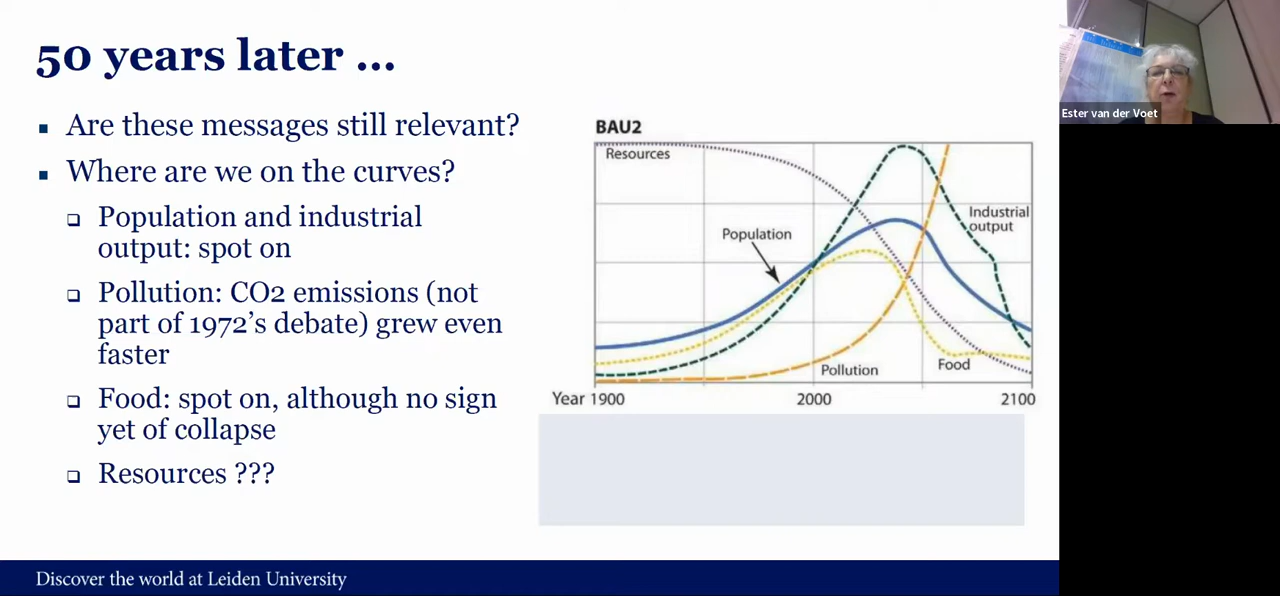 50 years later ...
Are these messages still relevant?
Where are we on the curves?
Population and industrial
output: spot on
Pollution: CO2 emissions (not
part of 1972's debate) grew even
faster
Food: spot on, although no sign
yet of collapse
Resources ???
BAU2
Resources
Population
Industrial
output
Pollution
Food
Year 1900
2000
2100
Discover the world at Leiden University
Ester van der Voet